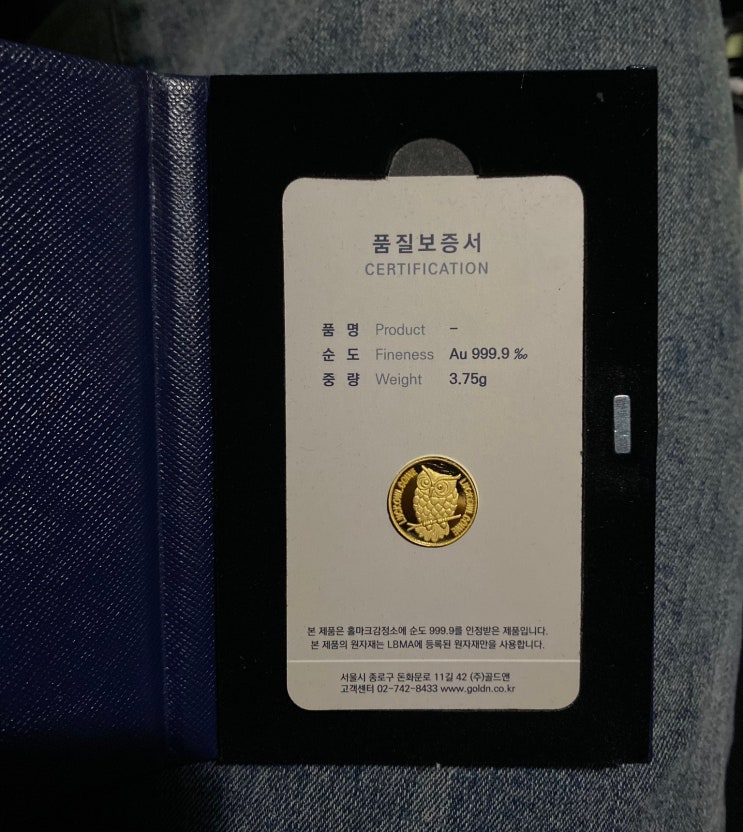 품질보증서
CERTIFICATION
품 명 Product –
순 도 Fineness Au 999.9 ‰
중 량 Weight 3.75g
본 제품은 홀마크감정소에 순도 999.9를 인정받은 제품입니다.
본 제품의 원자재는 LBMA에 등록된 원자재만을 사용합니다.
서울시 종로구 돈화문로 11길 42 (주)골드앤
고객센터 02-742-8433 www.goldn.co.kr